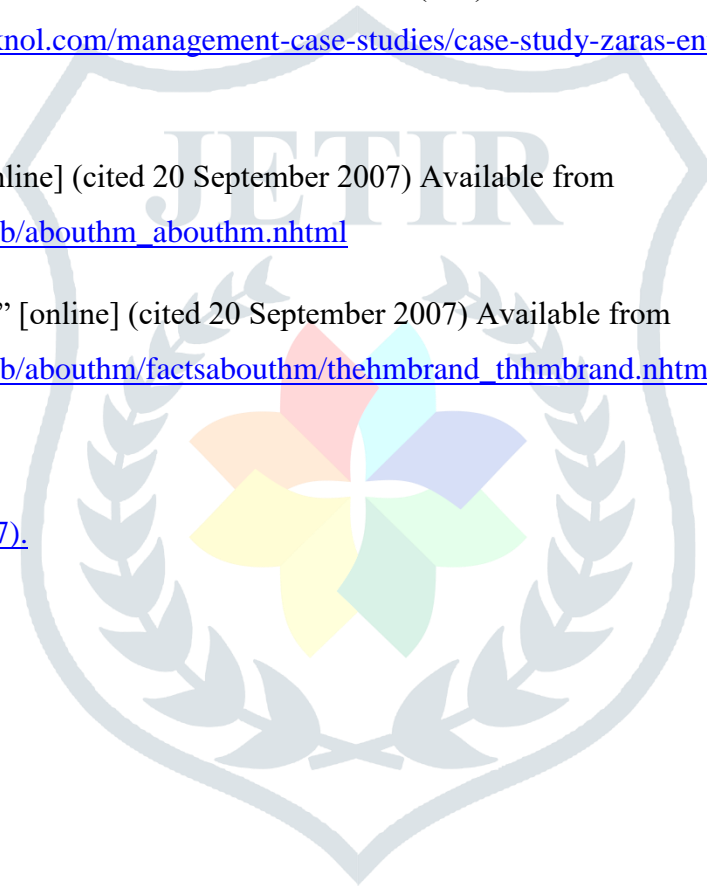 knol.com/management-case-studies/case-study-zaras-en
JETIR
nline] (cited 20 September 2007) Available from
b/abouthm_abouthm.nhtml
” [online] (cited 20 September 2007) Available from
b/abouthm/factsabouthm/thehmbrand_thhmbrand.nhtm
7).